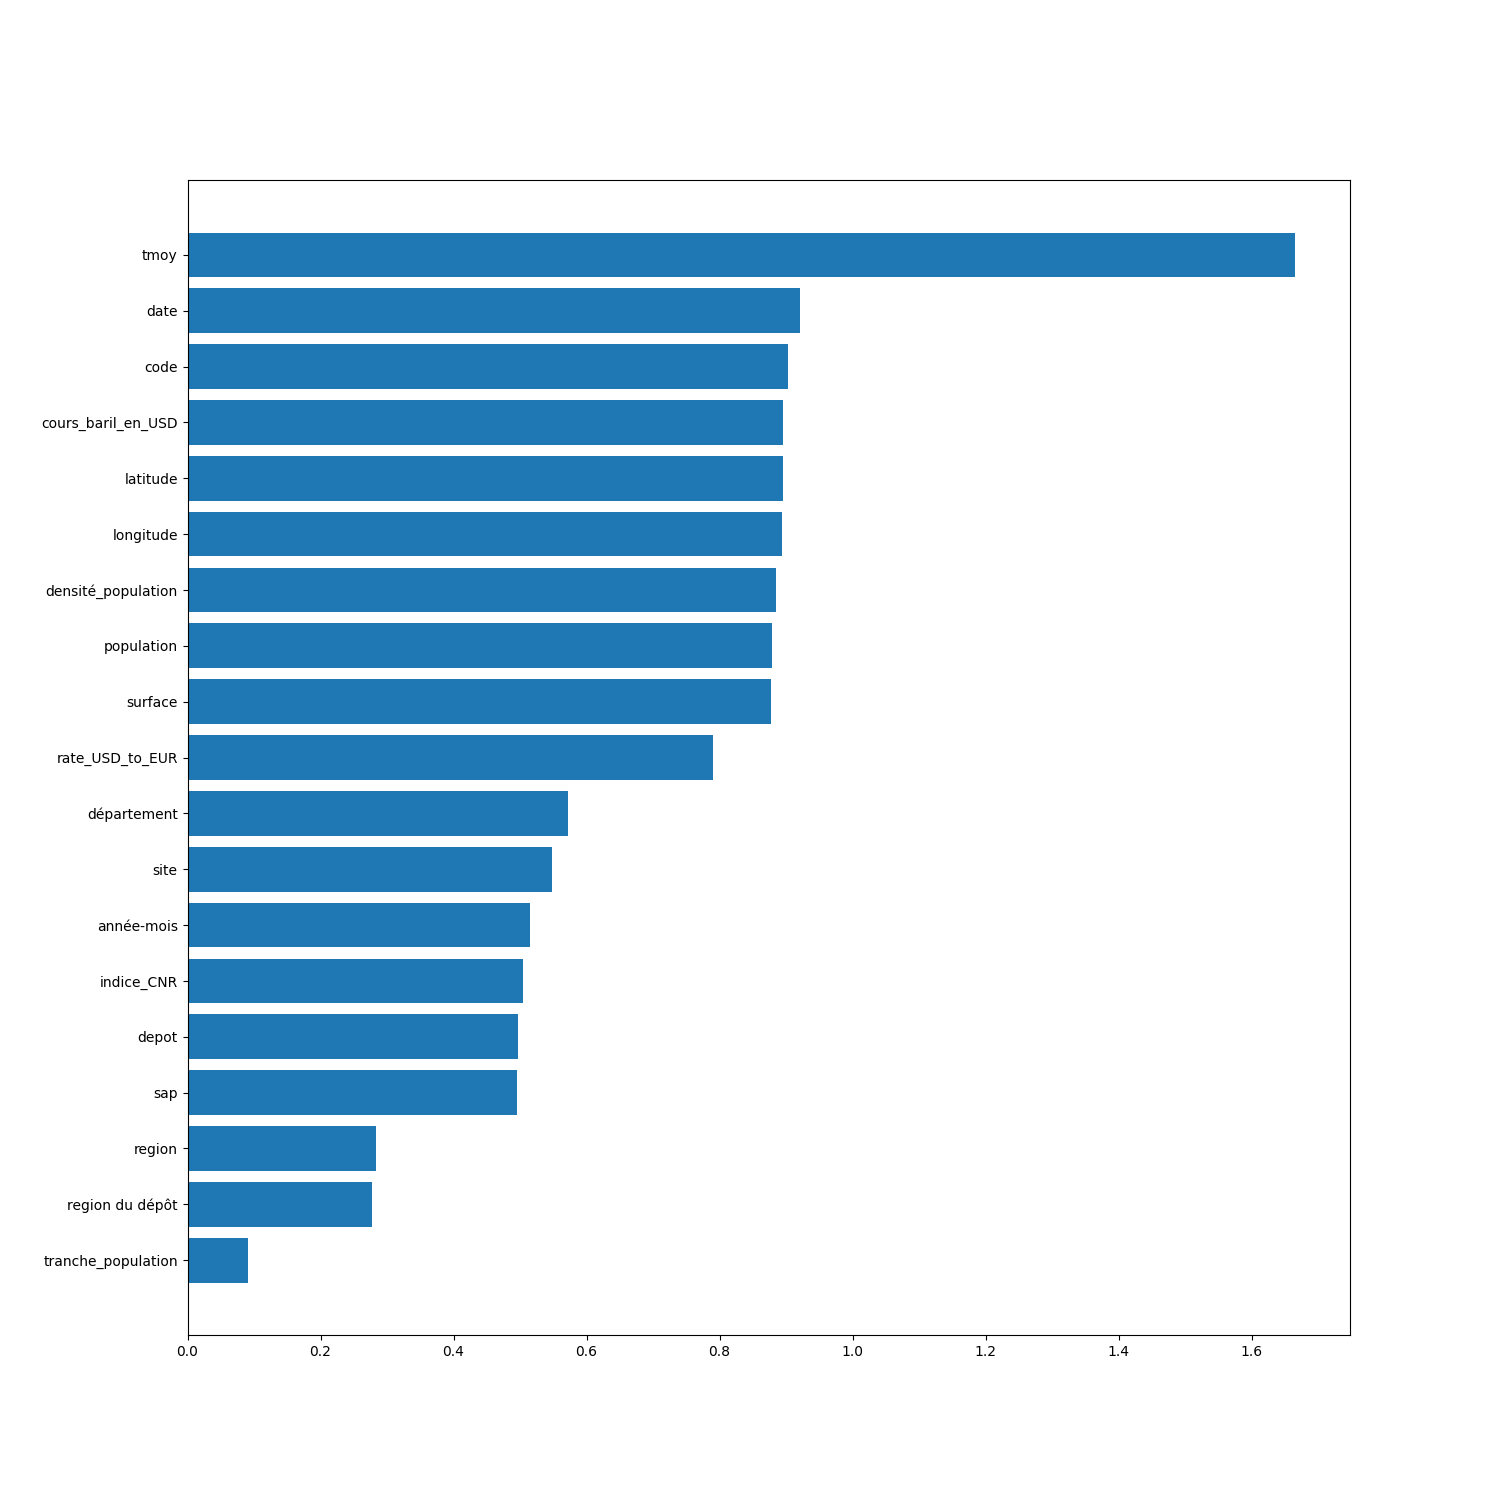 tmoy
date
code
cours_baril_en_USD
latitude
longitude
densité_population
population
surface
rate_USD_to_EUR
département
site
année-mois
indice_CNR
depot
sap
region
region du dépôt
tranche_population
0.0 0.2 0.4 0.6 0.8 1.0 1.2 1.4 1.6